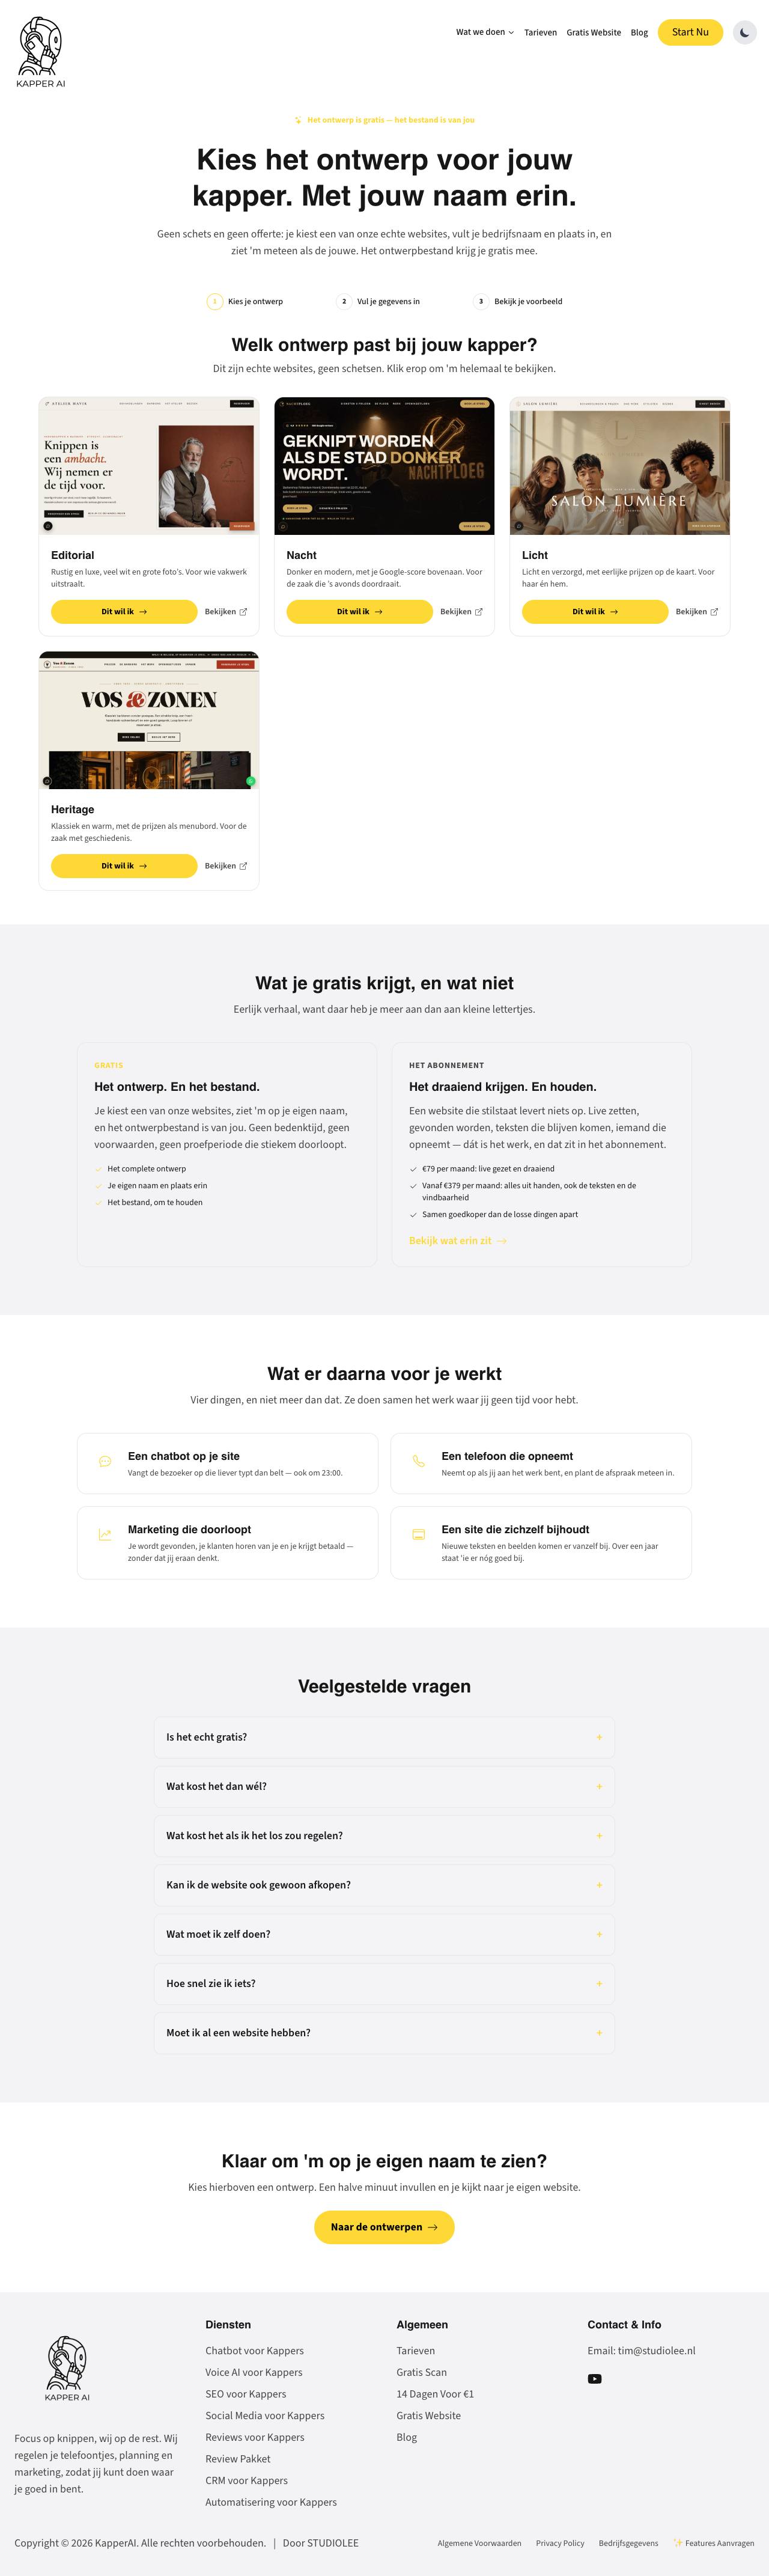 KAPPER AI
Wat we doen
Tarieven
Gratis Website
Blog
Start Nu
Het ontwerp is gratis — het bestand is van jou
Kies het ontwerp voor jouw
kapper. Met jouw naam erin.
Geen schets en geen offerte: je kiest een van onze echte websites, vult je bedrijfsnaam en plaats in, en
ziet 'm meteen als de jouwe. Het ontwerpbestand krijg je gratis mee.
1 Kies je ontwerp
2 Vul je gegevens in
3 Bekijk je voorbeeld
Welk ontwerp past bij jouw kapper?
Dit zijn echte websites, geen schetsen. Klik erop om 'm helemaal te bekijken.
ATELIER MAVIK
Knippen is
een ambacht.
Wij nemen er
de tijd voor.
Editorial
Rustig en luxe, veel wit en grote foto's. Voor wie vakwerk
uitstraalt.
Dit wil ik
Bekijken
NACHTPLOEG
GEKNIPT WORDEN
ALS DE STAD DONKER
WORDT.
Nacht
Donker en modern, met je Google-score bovenaan. Voor
de zaak die 's avonds doordraait.
Dit wil ik
Bekijken
SALON LUMIÈRE
SALON LUMIÈRE
Licht
Licht en verzorgd, met eerlijke prijzen op de kaart. Voor
haar én hem.
Dit wil ik
Bekijken
VOS & ZONEN
Heritage
Klassiek en warm, met de prijzen als menubord. Voor de
zaak met geschiedenis.
Dit wil ik
Bekijken
Wat je gratis krijgt, en wat niet
Eerlijk verhaal, want daar heb je meer aan dan aan kleine lettertjes.
GRATIS
Het ontwerp. En het bestand.
Je kiest een van onze websites, ziet 'm op je eigen naam,
en het ontwerpbestand is van jou. Geen bedenktijd, geen
voorwaarden, geen proefperiode die stiekem doorloopt.
Het complete ontwerp
Je eigen naam en plaats erin
Het bestand, om te houden
HET ABONNEMENT
Het draaiend krijgen. En houden.
Een website die stilstaat levert niets op. Live zetten,
gevonden worden, teksten die blijven komen, iemand die
opneemt — dát is het werk, en dat zit in het abonnement.
€79 per maand: live gezet en draaiend
Vanaf €379 per maand: alles uit handen, ook de teksten en de
vindbaarheid
Samen goedkoper dan de losse dingen apart
Bekijk wat erin zit
Wat er daarna voor je werkt
Vier dingen, en niet meer dan dat. Ze doen samen het werk waar jij geen tijd voor hebt.
Een chatbot op je site
Vangt de bezoeker op die liever typt dan belt — ook om 23:00.
Een telefoon die opneemt
Neemt op als jij aan het werk bent, en plant de afspraak meteen in.
Marketing die doorloopt
Je wordt gevonden, je klanten horen van je en je krijgt betaald —
zonder dat jij eraan denkt.
Een site die zichzelf bijhoudt
Nieuwe teksten en beelden komen er vanzelf bij. Over een jaar
staat 'ie er nóg goed bij.
Veelgestelde vragen
Is het echt gratis? +
Wat kost het dan wél? +
Wat kost het als ik het los zou regelen? +
Kan ik de website ook gewoon afkopen? +
Wat moet ik zelf doen? +
Hoe snel zie ik iets? +
Moet ik al een website hebben? +
Klaar om 'm op je eigen naam te zien?
Kies hierboven een ontwerp. Een halve minuut invullen en je kijkt naar je eigen website.
Naar de ontwerpen
KAPPER AI
Focus op knippen, wij op de rest. Wij
regelen je telefoontjes, planning en
marketing, zodat jij kunt doen waar
je goed in bent.
Diensten
Chatbot voor Kappers
Voice AI voor Kappers
SEO voor Kappers
Social Media voor Kappers
Reviews voor Kappers
Review Pakket
CRM voor Kappers
Automatisering voor Kappers
Algemeen
Tarieven
Gratis Scan
14 Dagen Voor €1
Gratis Website
Blog
Contact & Info
Email: tim@studiolee.nl
Copyright © 2026 KapperAI. Alle rechten voorbehouden. | Door STUDIOLEE
Algemene Voorwaarden
Privacy Policy
Bedrijfsgegevens
✨ Features Aanvragen